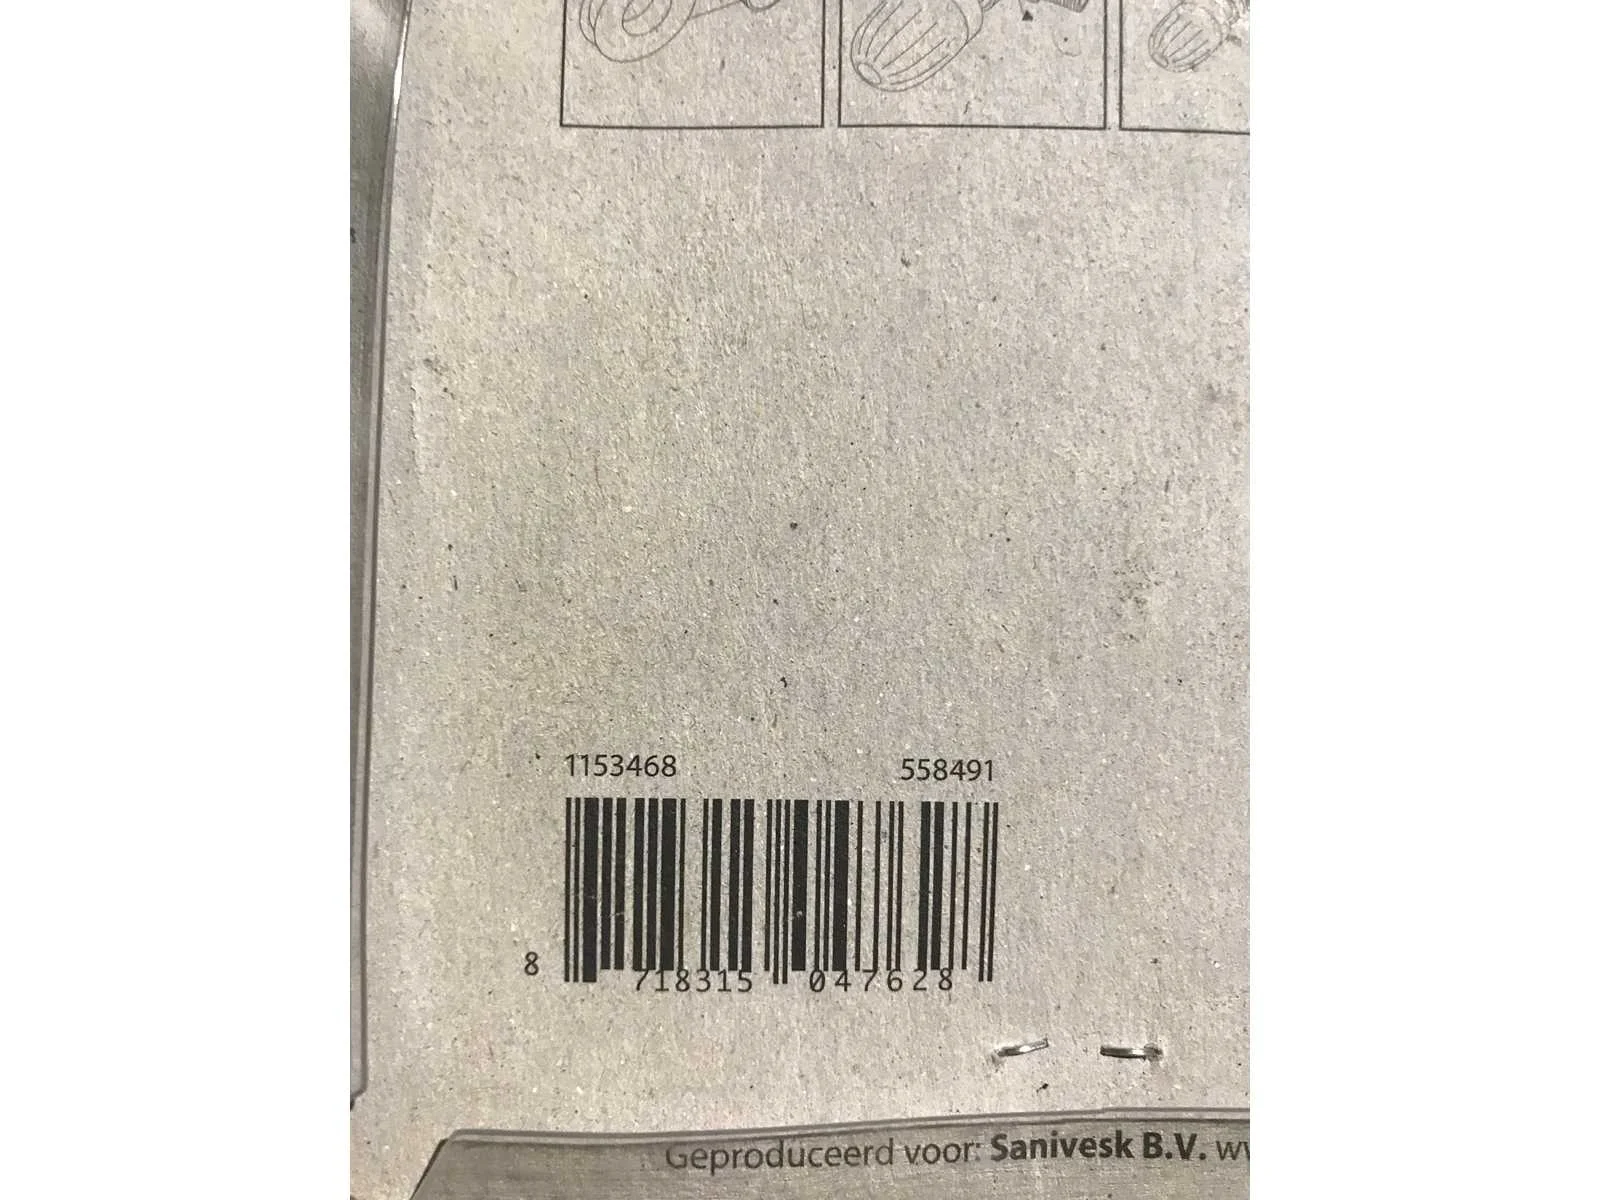 1153468 558491
8 718315 047628
Geproduceerd voor: Sanivesk B.V.